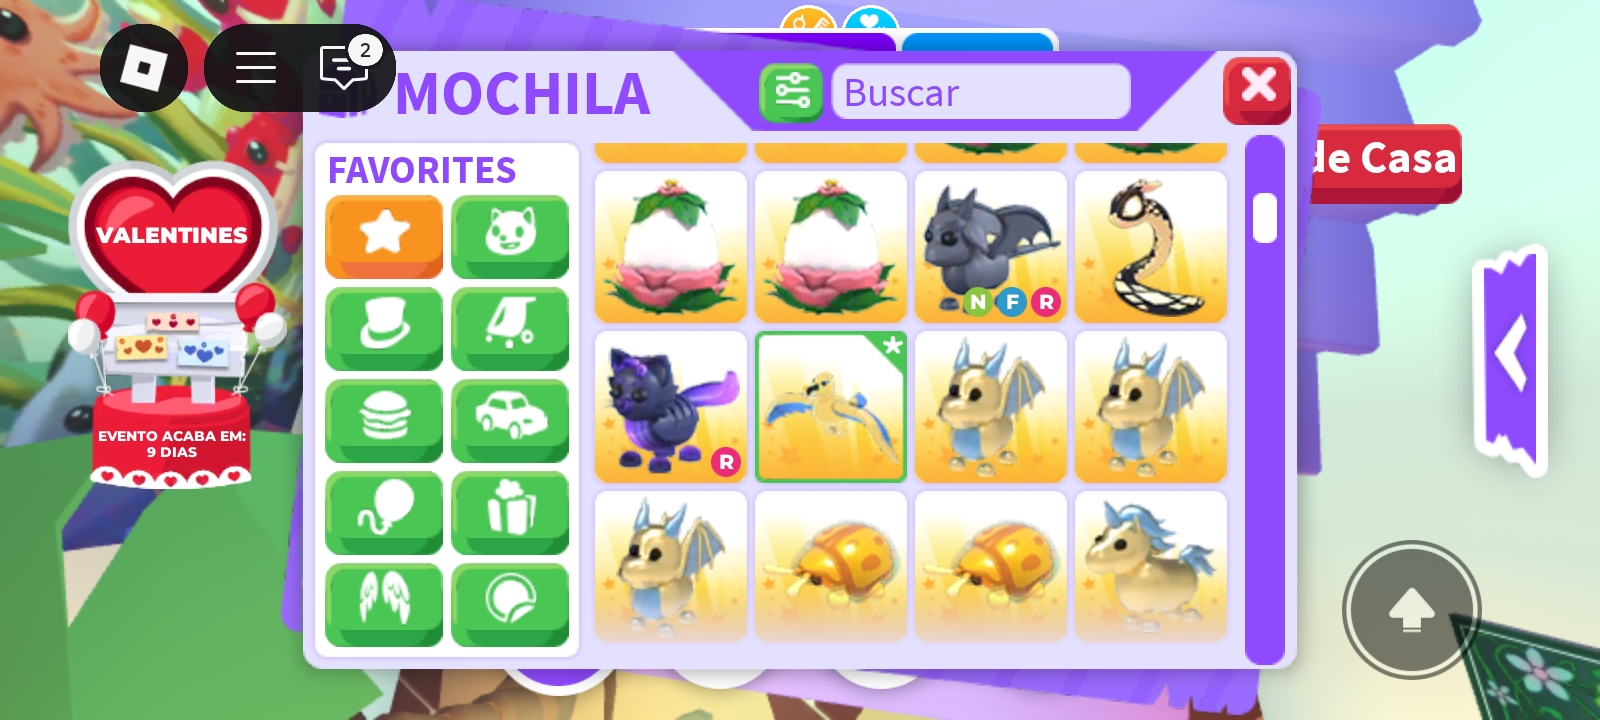 2
MOCHILA
Buscar
de Casa
FAVORITES
VALENTINES
N F R
R
EVENTO ACABA EM:
9 DIAS